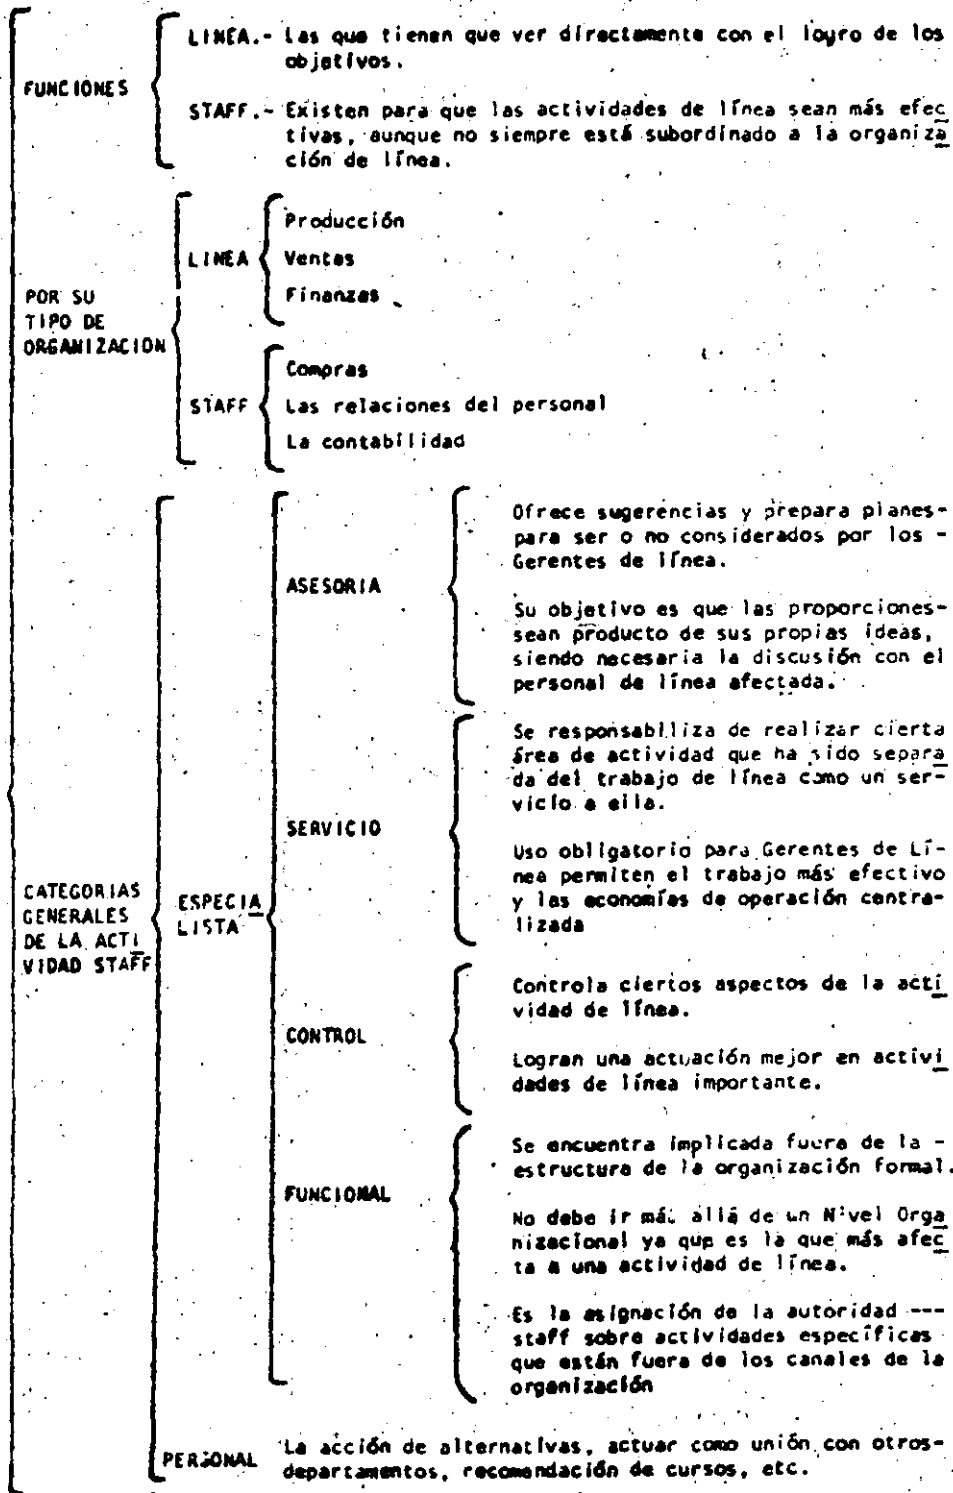 LINEA.- Las que tienen que ver directamente con el logro de los
objetivos.
FUNCIONES
STAFF.- Existen para que las actividades de línea sean más efec
tivas, aunque no siempre está subordinado a la organiza
ción de línea.
Producción
LINEA
Ventas
Finanzas
POR SU
TIPO DE
ORGANIZACION
Compras
STAFF
Las relaciones del personal
La contabilidad
Ofrece sugerencias y prepara planes-
para ser o no considerados por los -
Gerentes de línea.
ASESORIA
Su objetivo es que las proporciones-
sean producto de sus propias ideas,
siendo necesaria la discusión con el
personal de línea afectada.
Se responsabiliza de realizar cierta
área de actividad que ha sido separa
da del trabajo de línea como un ser-
vicio a ella.
SERVICIO
Uso obligatorio para Gerentes de Lí-
nea permiten el trabajo más efectivo
y las economías de operación centra-
lizada
CATEGORIAS
GENERALES
DE LA ACTI
VIDAD STAFF
ESPECIA
LISTA
Controla ciertos aspectos de la acti
vidad de línea.
CONTROL
Logran una actuación mejor en activi
dades de línea importante.
Se encuentra implicada fuera de la -
estructura de la organización formal.
FUNCIONAL
No debe ir más allá de un Nivel Orga
nizacional ya que es la que más afec
ta a una actividad de línea.
Es la asignación de la autoridad ---
staff sobre actividades específicas
que están fuera de los canales de la
organización
PERSONAL
La acción de alternativas, actuar como unión con otros-
departamentos, recomendación de cursos, etc.